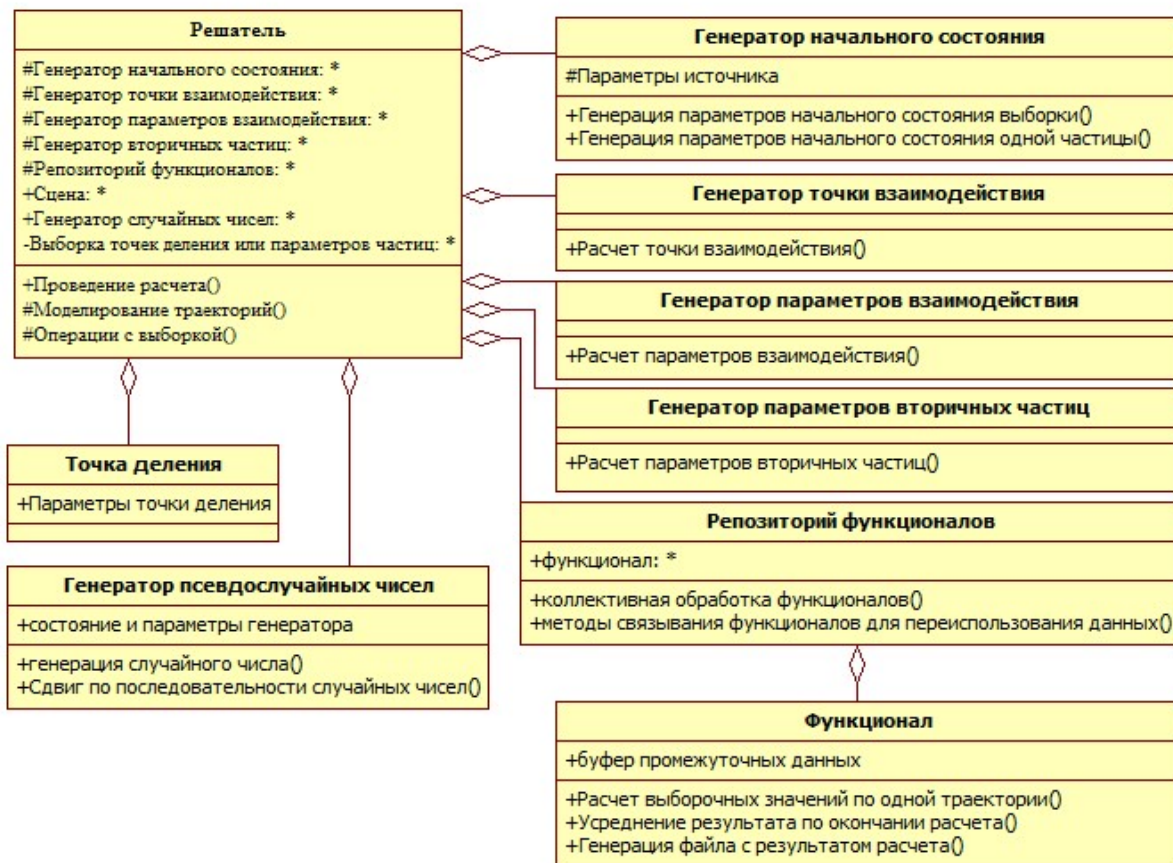 Решатель
#Генератор начального состояния: *
#Генератор точки взаимодействия: *
#Генератор параметров взаимодействия: *
#Генератор вторичных частиц: *
#Репозиторий функционалов: *
+Сцена: *
+Генератор случайных чисел: *
-Выборка точек деления или параметров частиц: *
+Проведение расчета()
#Моделирование траекторий()
#Операции с выборкой()
Генератор начального состояния
#Параметры источника
+Генерация параметров начального состояния выборки()
+Генерация параметров начального состояния одной частицы()
Генератор точки взаимодействия
+Расчет точки взаимодействия()
Генератор параметров взаимодействия
+Расчет параметров взаимодействия()
Генератор параметров вторичных частиц
+Расчет параметров вторичных частиц()
Точка деления
+Параметры точки деления
Репозиторий функционалов
+функционал: *
+коллективная обработка функционалов()
+методы связывания функционалов для переиспользования данных()
Генератор псевдослучайных чисел
+состояние и параметры генератора
+генерация случайного числа()
+Сдвиг по последовательности случайных чисел()
Функционал
+буфер промежуточных данных
+Расчет выборочных значений по одной траектории()
+Усреднение результата по окончании расчета()
+Генерация файла с результатом расчета()